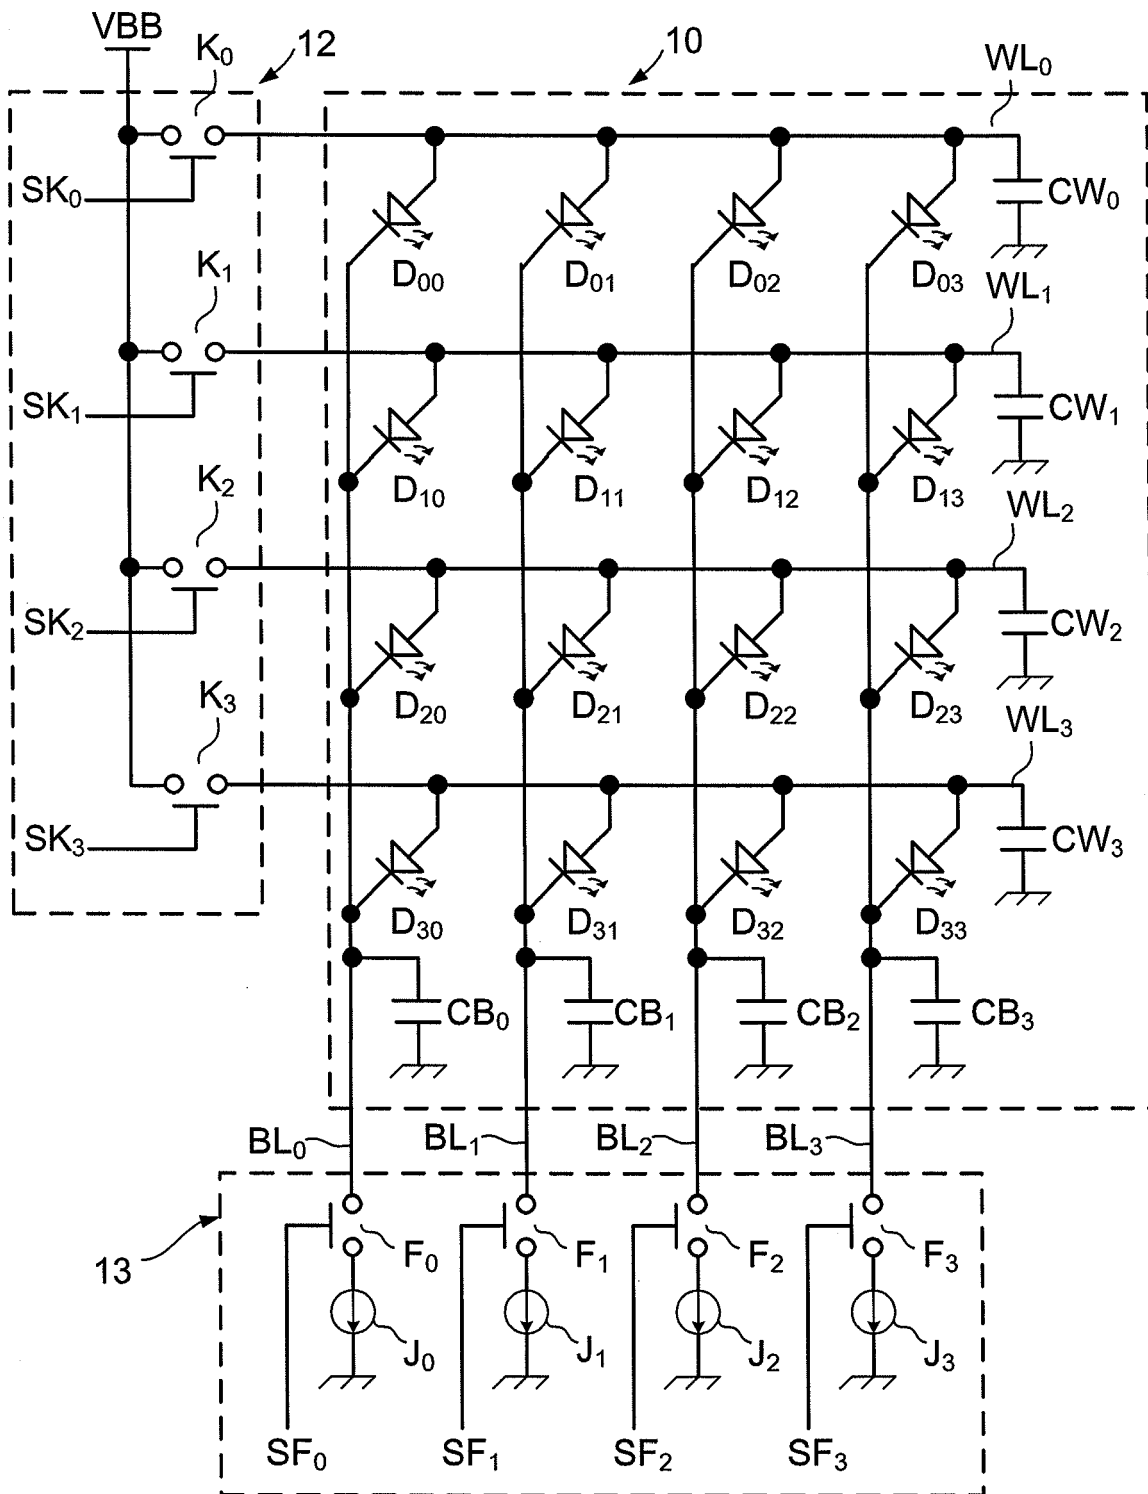 VBB
K0
12
10
WL0
SK0
CW0
D00 D01 D02 D03
K1
WL1
SK1
CW1
D10 D11 D12 D13
K2
WL2
SK2
CW2
D20 D21 D22 D23
K3
WL3
SK3
CW3
D30 D31 D32 D33
CB0 CB1 CB2 CB3
BL0 BL1 BL2 BL3
13
F0 F1 F2 F3
J0 J1 J2 J3
SF0 SF1 SF2 SF3